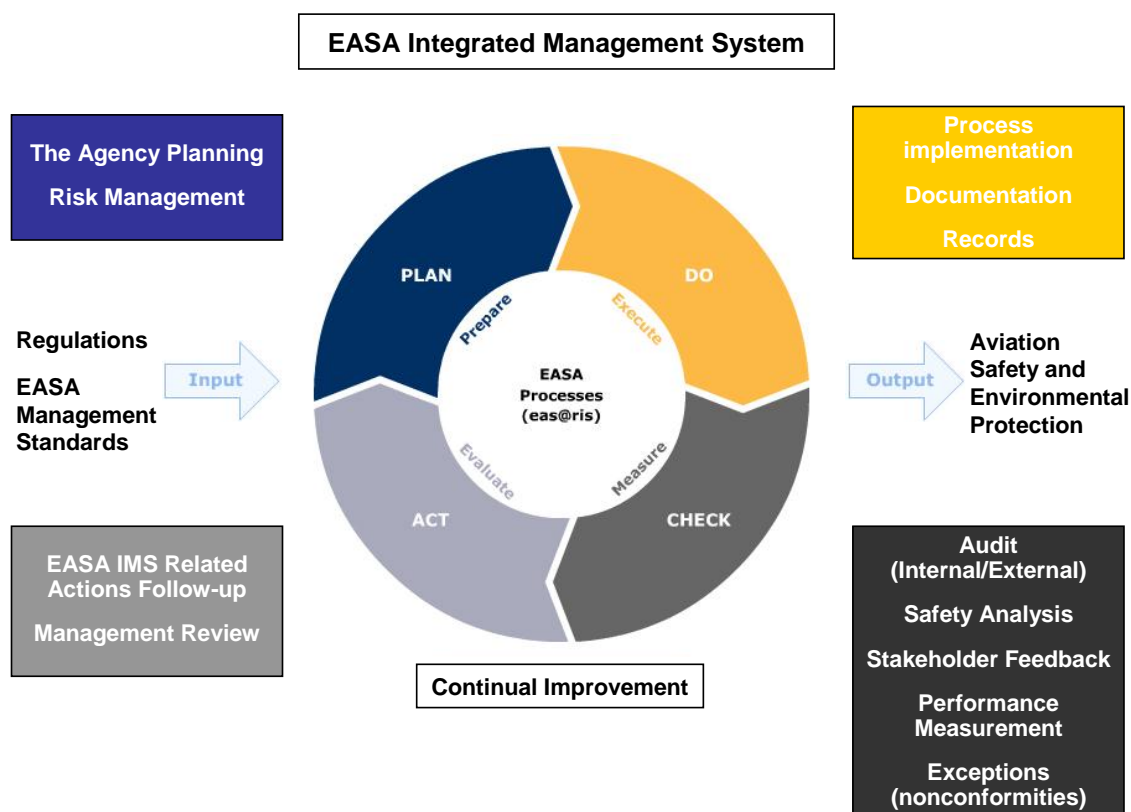 EASA Integrated Management System
The Agency Planning
Risk Management
Process
implementation
Documentation
Records
PLAN
DO
Prepare
Execute
Regulations
EASA
Management
Standards
Input
EASA
Processes
(eas@ris)
Output
Aviation
Safety and
Environmental
Protection
Evaluate
Measure
ACT
CHECK
EASA IMS Related
Actions Follow-up
Management Review
Audit
(Internal/External)
Safety Analysis
Stakeholder Feedback
Performance
Measurement
Exceptions
(nonconformities)
Continual Improvement